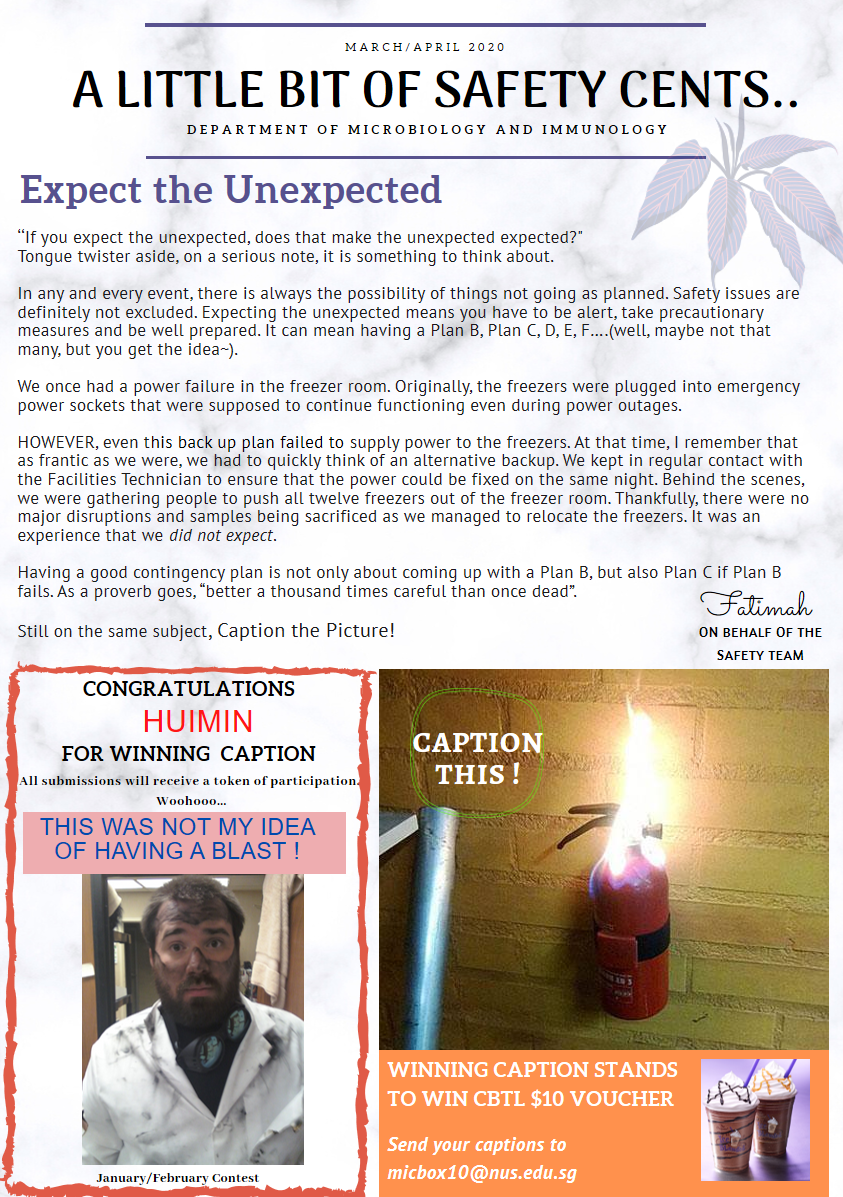 MARCH/APRIL 2020
A LITTLE BIT OF SAFETY CENTS..
DEPARTMENT OF MICROBIOLOGY AND IMMUNOLOGY
Expect the Unexpected
“If you expect the unexpected, does that make the unexpected expected?"
Tongue twister aside, on a serious note, it is something to think about.
In any and every event, there is always the possibility of things not going as planned. Safety issues are
definitely not excluded. Expecting the unexpected means you have to be alert, take precautionary
measures and be well prepared. It can mean having a Plan B, Plan C, D, E, F....(well, maybe not that
many, but you get the idea~).
We once had a power failure in the freezer room. Originally, the freezers were plugged into emergency
power sockets that were supposed to continue functioning even during power outages.
HOWEVER, even this back up plan failed to supply power to the freezers. At that time, I remember that
as frantic as we were, we had to quickly think of an alternative backup. We kept in regular contact with
the Facilities Technician to ensure that the power could be fixed on the same night. Behind the scenes,
we were gathering people to push all twelve freezers out of the freezer room. Thankfully, there were no
major disruptions and samples being sacrificed as we managed to relocate the freezers. It was an
experience that we did not expect.
Having a good contingency plan is not only about coming up with a Plan B, but also Plan C if Plan B
fails. As a proverb goes, “better a thousand times careful than once dead”.
Still on the same subject, Caption the Picture!
Fatimah
ON BEHALF OF THE
SAFETY TEAM
CONGRATULATIONS
HUIMIN
FOR WINNING CAPTION
All submissions will receive a token of participation.
Woohooo...
THIS WAS NOT MY IDEA
OF HAVING A BLAST !
January/February Contest
CAPTION
THIS !
WINNING CAPTION STANDS
TO WIN CBTL $10 VOUCHER
Send your captions to
micbox10@nus.edu.sg